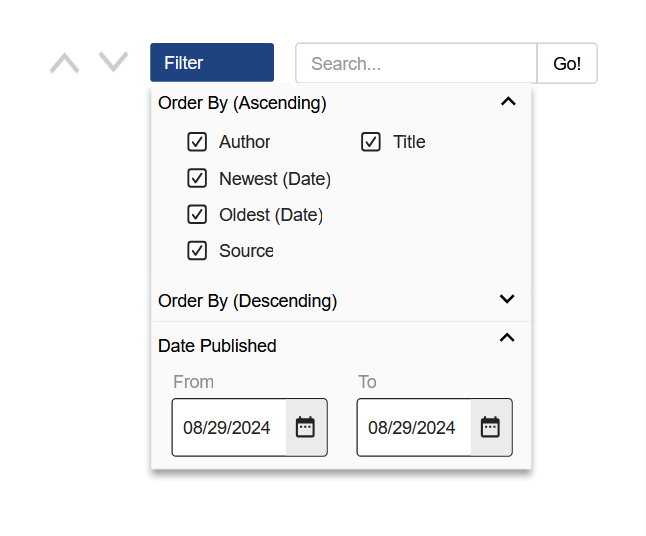 Filter
Search...
Go!
Order By (Ascending)
Author
Title
Newest (Date)
Oldest (Date)
Source
Order By (Descending)
Date Published
From
To
08/29/2024
08/29/2024